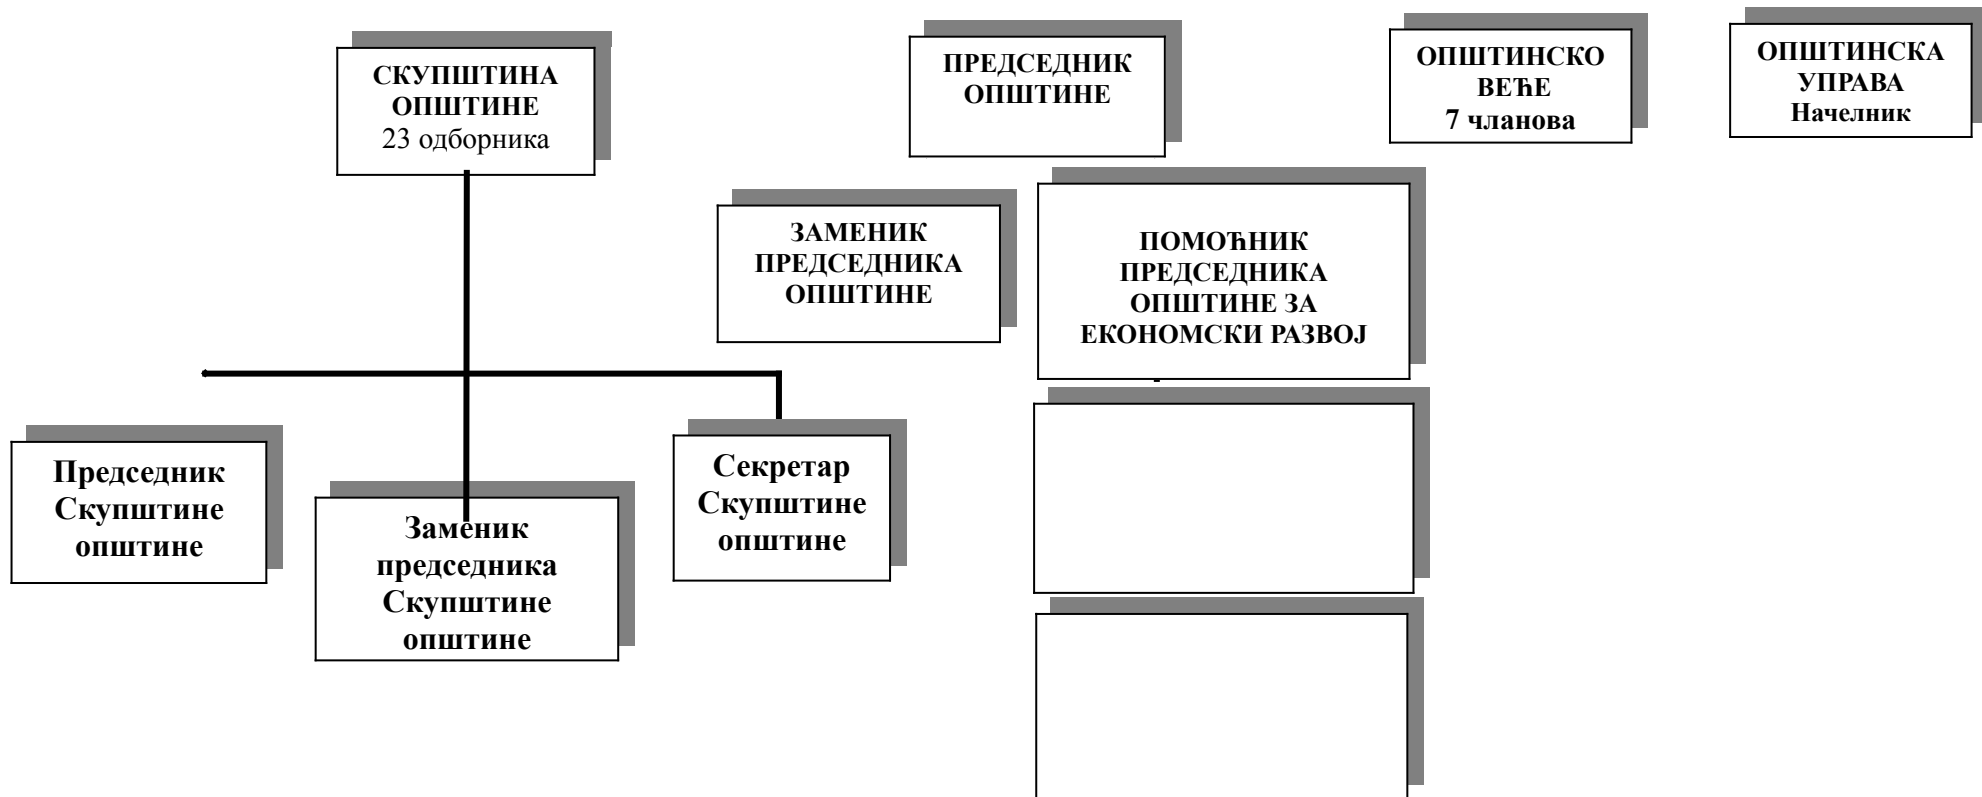 СКУПШТИНА
ОПШТИНЕ
23 одборника
ПРЕДСЕДНИК
ОПШТИНЕ
ОПШТИНСКО
ВЕЋЕ
7 чланова
ОПШТИНСКА
УПРАВА
Начелник
ЗАМЕНИК
ПРЕДСЕДНИКА
ОПШТИНЕ
ПОМОЋНИК
ПРЕДСЕДНИКА
ОПШТИНЕ ЗА
ЕКОНОМСКИ РАЗВОЈ
Председник
Скупштине
општине
Заменик
председника
Скупштине
општине
Секретар
Скупштине
општине